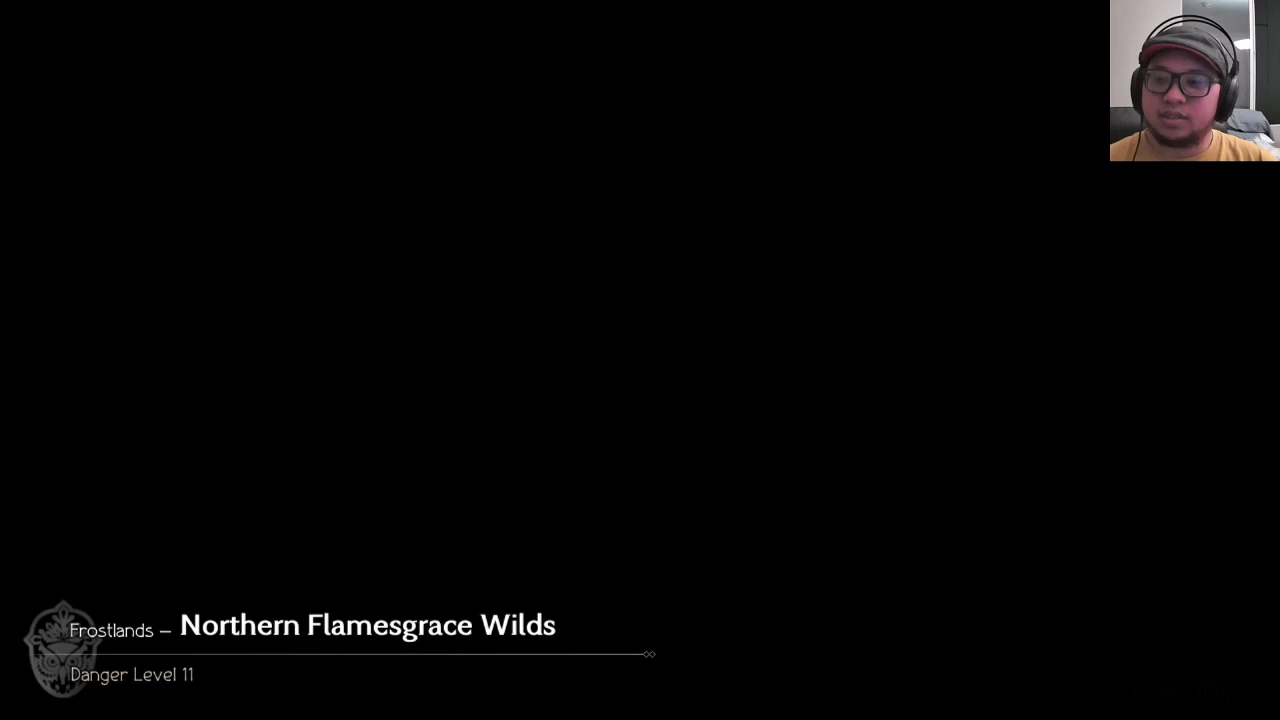 Frostlands – Northern Flamesgrace Wilds
Danger Level 11